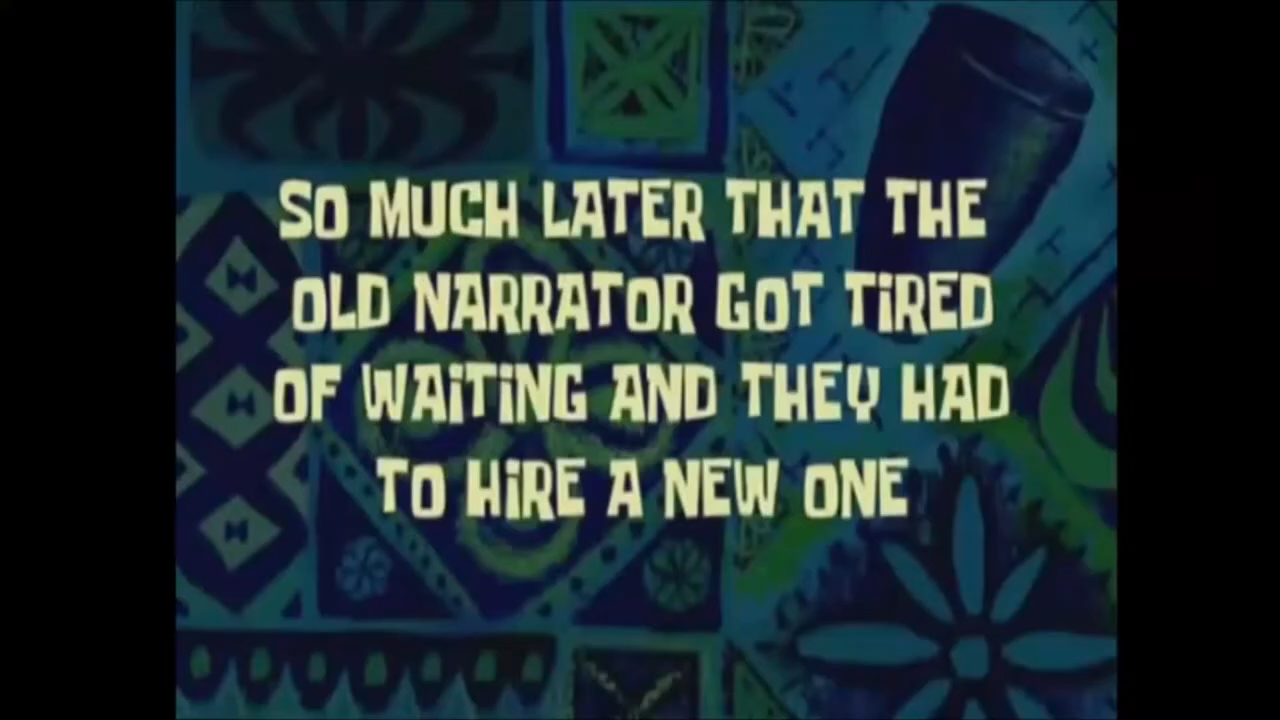 SO MUCH LATER THAT THE
OLD NARRATOR GOT TiRED
OF WAiTiNG AND THEY HAD
TO HiRE A NEW ONE